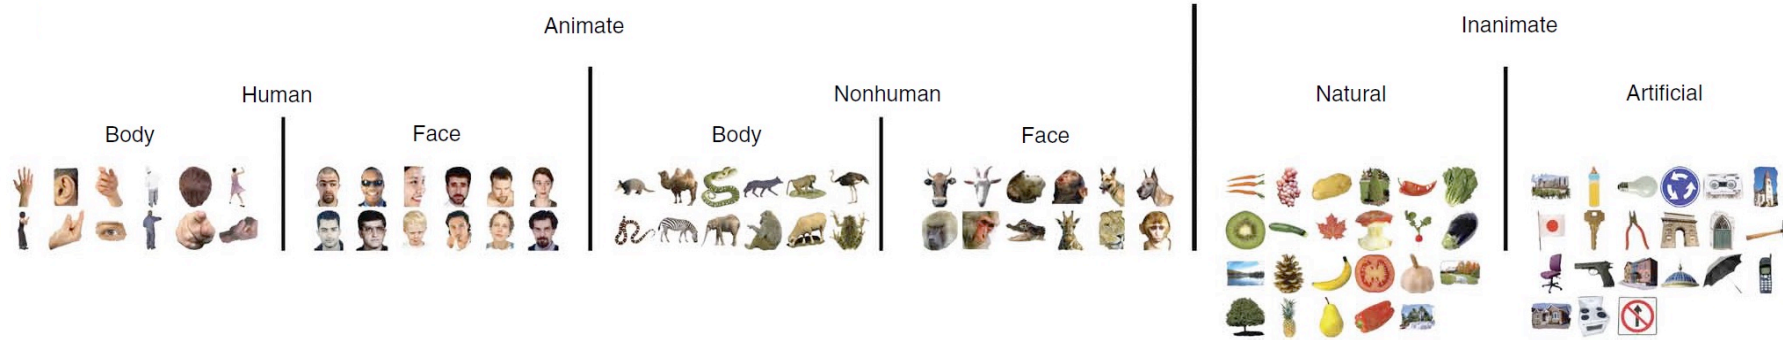 Animate
Inanimate
Human
Nonhuman
Natural
Artificial
Body
Face
Body
Face